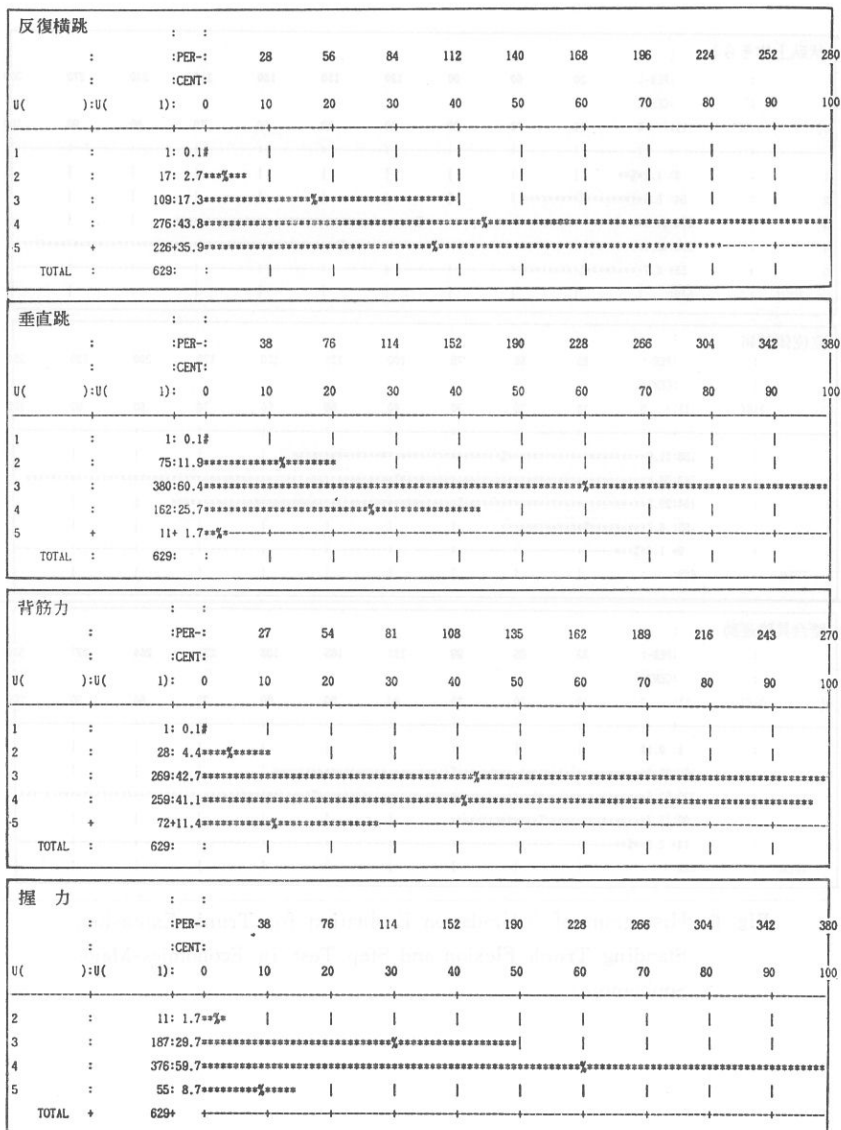 反復横跳
: :
: :PER-: 28 56 84 112 140 168 196 224 252 280
: :CENT:
U( ):U( 1): 0 10 20 30 40 50 60 70 80 90 100
1 : 1: 0.1#
2 : 17: 2.7***%***
3 : 109:17.3
4 : 276:43.8
5 + 226+35.9
TOTAL : 629: :
垂直跳
: :
: :PER-: 38 76 114 152 190 228 266 304 342 380
: :CENT:
U( ):U( 1): 0 10 20 30 40 50 60 70 80 90 100
1 : 1: 0.1#
2 : 75:11.9
3 : 380:60.4
4 : 162:25.7
5 + 11+ 1.7**%*
TOTAL : 629: :
背筋力
: :
: :PER-: 27 54 81 108 135 162 189 216 243 270
: :CENT:
U( ):U( 1): 0 10 20 30 40 50 60 70 80 90 100
1 : 1: 0.1#
2 : 28: 4.4****%******
3 : 269:42.7
4 : 259:41.1
5 + 72+11.4
TOTAL : 629: :
握 力
: :
: :PER-: 38 76 114 152 190 228 266 304 342 380
: :CENT:
U( ):U( 1): 0 10 20 30 40 50 60 70 80 90 100
2 : 11: 1.7**%*
3 : 187:29.7
4 : 376:59.7
5 : 55: 8.7*********%*****
TOTAL + 629+